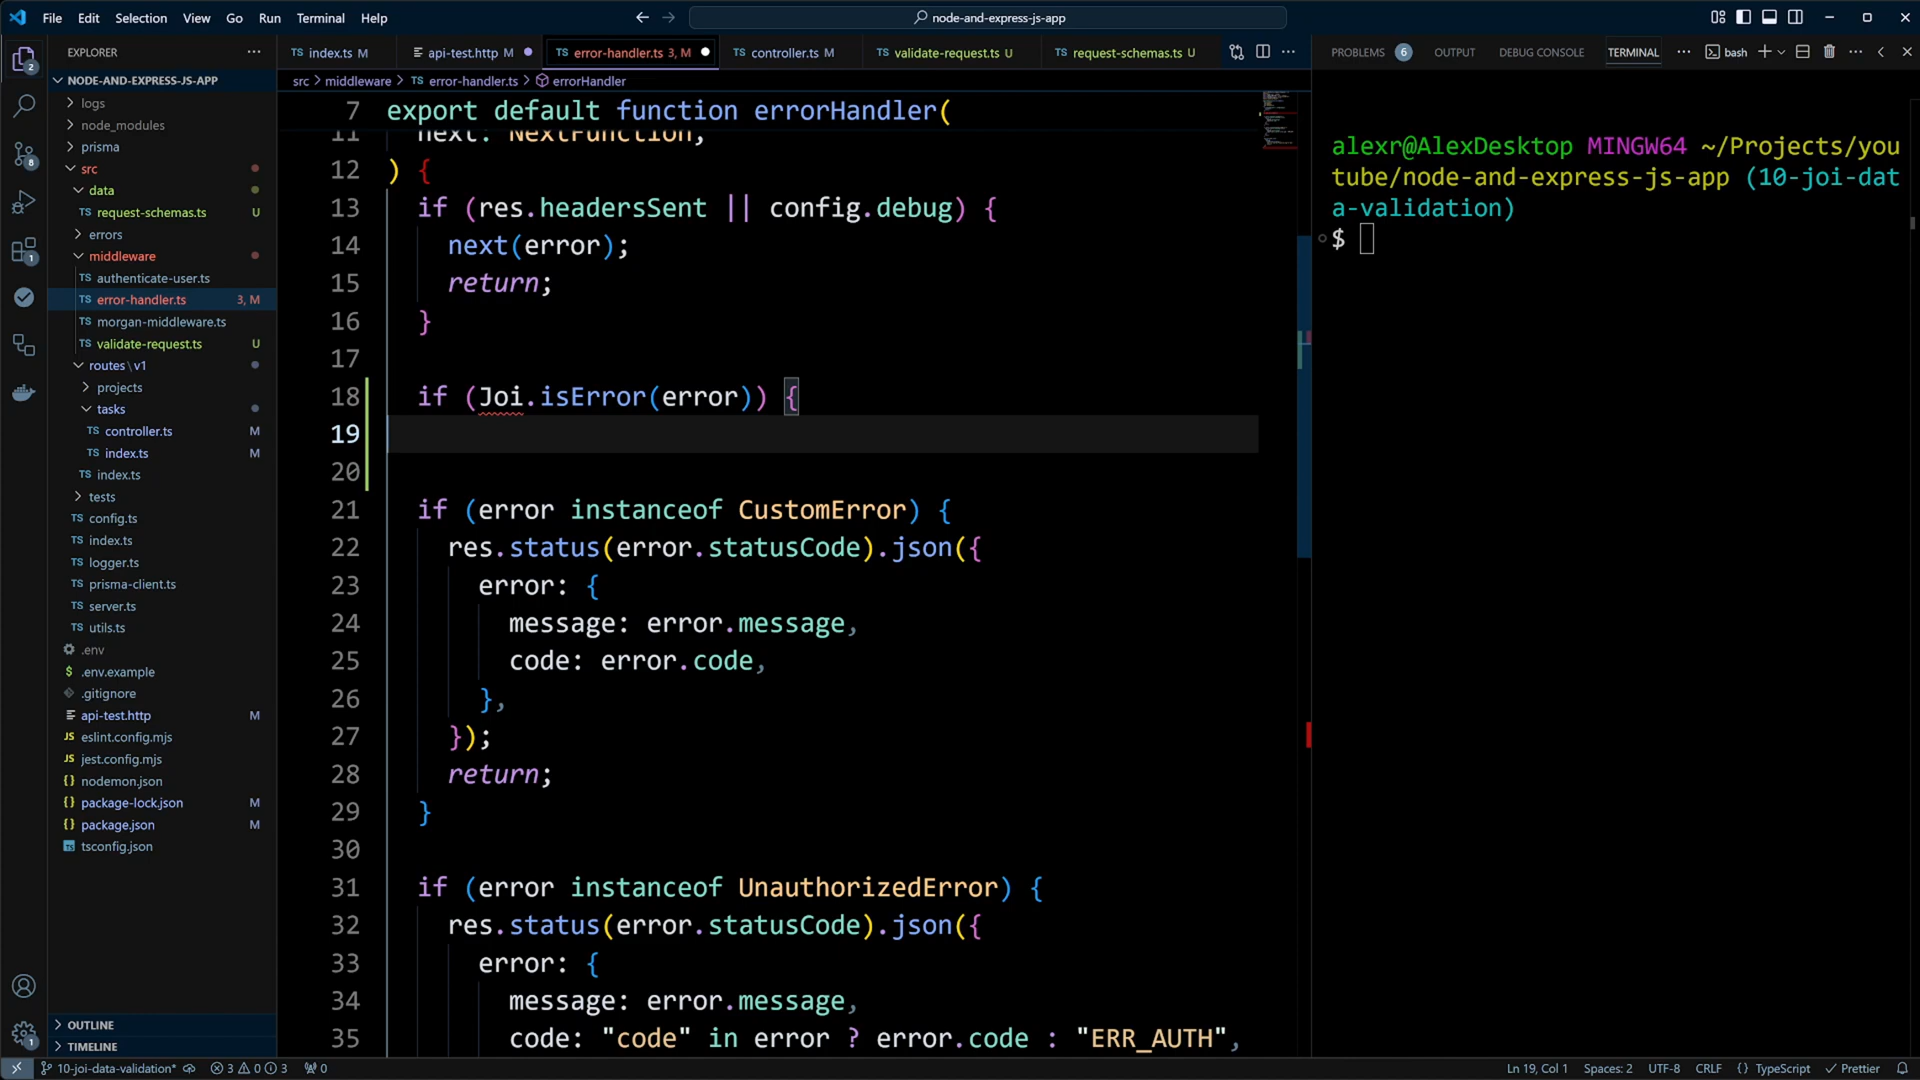 File Edit Selection View Go Run Terminal Help
node-and-express-js-app
EXPLORER
NODE-AND-EXPRESS-JS-APP
logs
node_modules
prisma
src
data
request-schemas.ts U
errors
middleware
authenticate-user.ts
error-handler.ts 3, M
morgan-middleware.ts
validate-request.ts U
routes\v1
projects
tasks
controller.ts M
index.ts M
index.ts
tests
config.ts
index.ts
logger.ts
prisma-client.ts
server.ts
utils.ts
.env
.env.example
.gitignore
api-test.http M
eslint.config.mjs
jest.config.mjs
nodemon.json
package-lock.json M
package.json M
tsconfig.json
OUTLINE
TIMELINE
index.ts M
api-test.http M
error-handler.ts 3, M
controller.ts M
validate-request.ts U
request-schemas.ts U
src > middleware > TS error-handler.ts > errorHandler
7 export default function errorHandler(
11 next: NextFunction,
12 ) {
13 if (res.headersSent || config.debug) {
14 next(error);
15 return;
16 }
17
18 if (Joi.isError(error)) {
19
20
21 if (error instanceof CustomError) {
22 res.status(error.statusCode).json({
23 error: {
24 message: error.message,
25 code: error.code,
26 },
27 });
28 return;
29 }
30
31 if (error instanceof UnauthorizedError) {
32 res.status(error.statusCode).json({
33 error: {
34 message: error.message,
35 code: "code" in error ? error.code : "ERR_AUTH",
PROBLEMS 6 OUTPUT DEBUG CONSOLE TERMINAL bash
alexr@AlexDesktop MINGW64 ~/Projects/you
tube/node-and-express-js-app (10-joi-dat
a-validation)
$
10-joi-data-validation* 3 0 3 0
Ln 19, Col 1 Spaces: 2 UTF-8 CRLF {} TypeScript Prettier